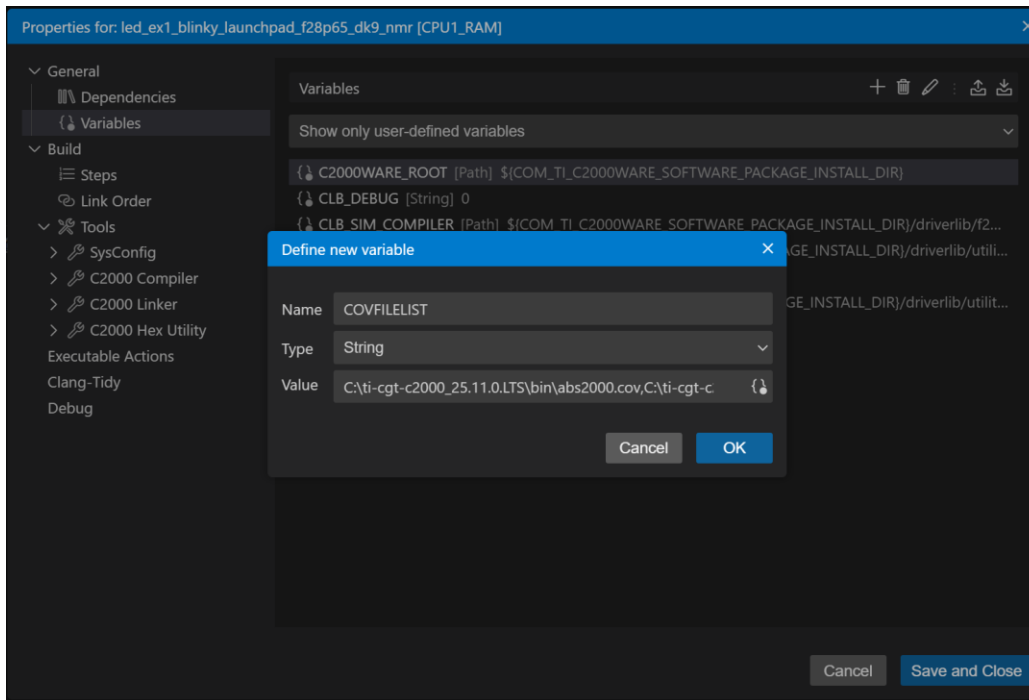 Properties for: led_ex1_blinky_launchpad_f28p65_dk9_nmr [CPU1_RAM]
General
Dependencies
Variables
Build
Steps
Link Order
Tools
SysConfig
C2000 Compiler
C2000 Linker
C2000 Hex Utility
Executable Actions
Clang-Tidy
Debug
Variables
Show only user-defined variables
C2000WARE_ROOT [Path] ${COM_TI_C2000WARE_SOFTWARE_PACKAGE_INSTALL_DIR}
CLB_DEBUG [String] 0
CLB_SIM_COMPILER [Path] ${COM_TI_C2000WARE_SOFTWARE_PACKAGE_INSTALL_DIR}/driverlib/f2...
GE_INSTALL_DIR}/driverlib/utili...
GE_INSTALL_DIR}/driverlib/utilit...
Define new variable
Name COVFILELIST
Type String
Value C:\ti-cgt-c2000_25.11.0.LTS\bin\abs2000.cov,C:\ti-cgt-c
Cancel OK
Cancel Save and Close